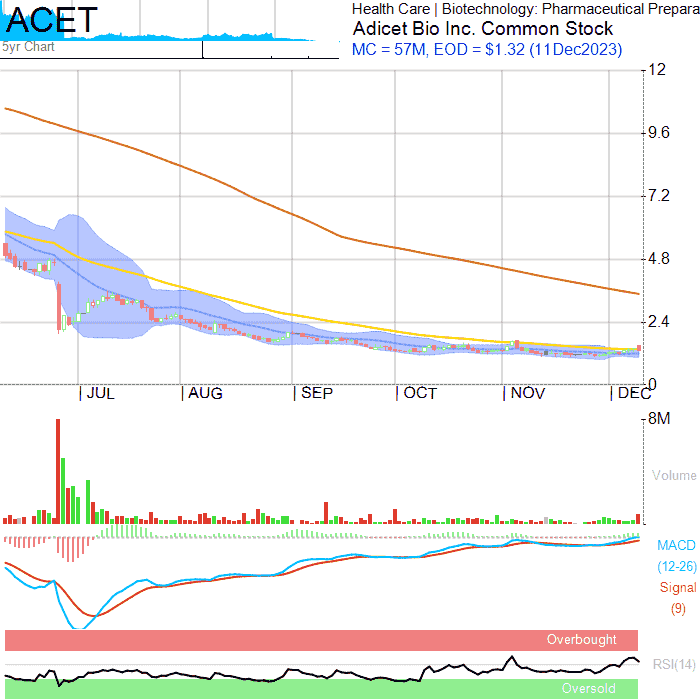 ACET
5yr Chart
Health Care | Biotechnology: Pharmaceutical Prepara
Adicet Bio Inc. Common Stock
MC = 57M, EOD = $1.32 (11Dec2023)
12
9.6
7.2
4.8
2.4
0
| JUL | AUG | SEP | OCT | NOV | DEC
8M
Volume
MACD
(12-26)
Signal
(9)
Overbought
RSI(14)
Oversold